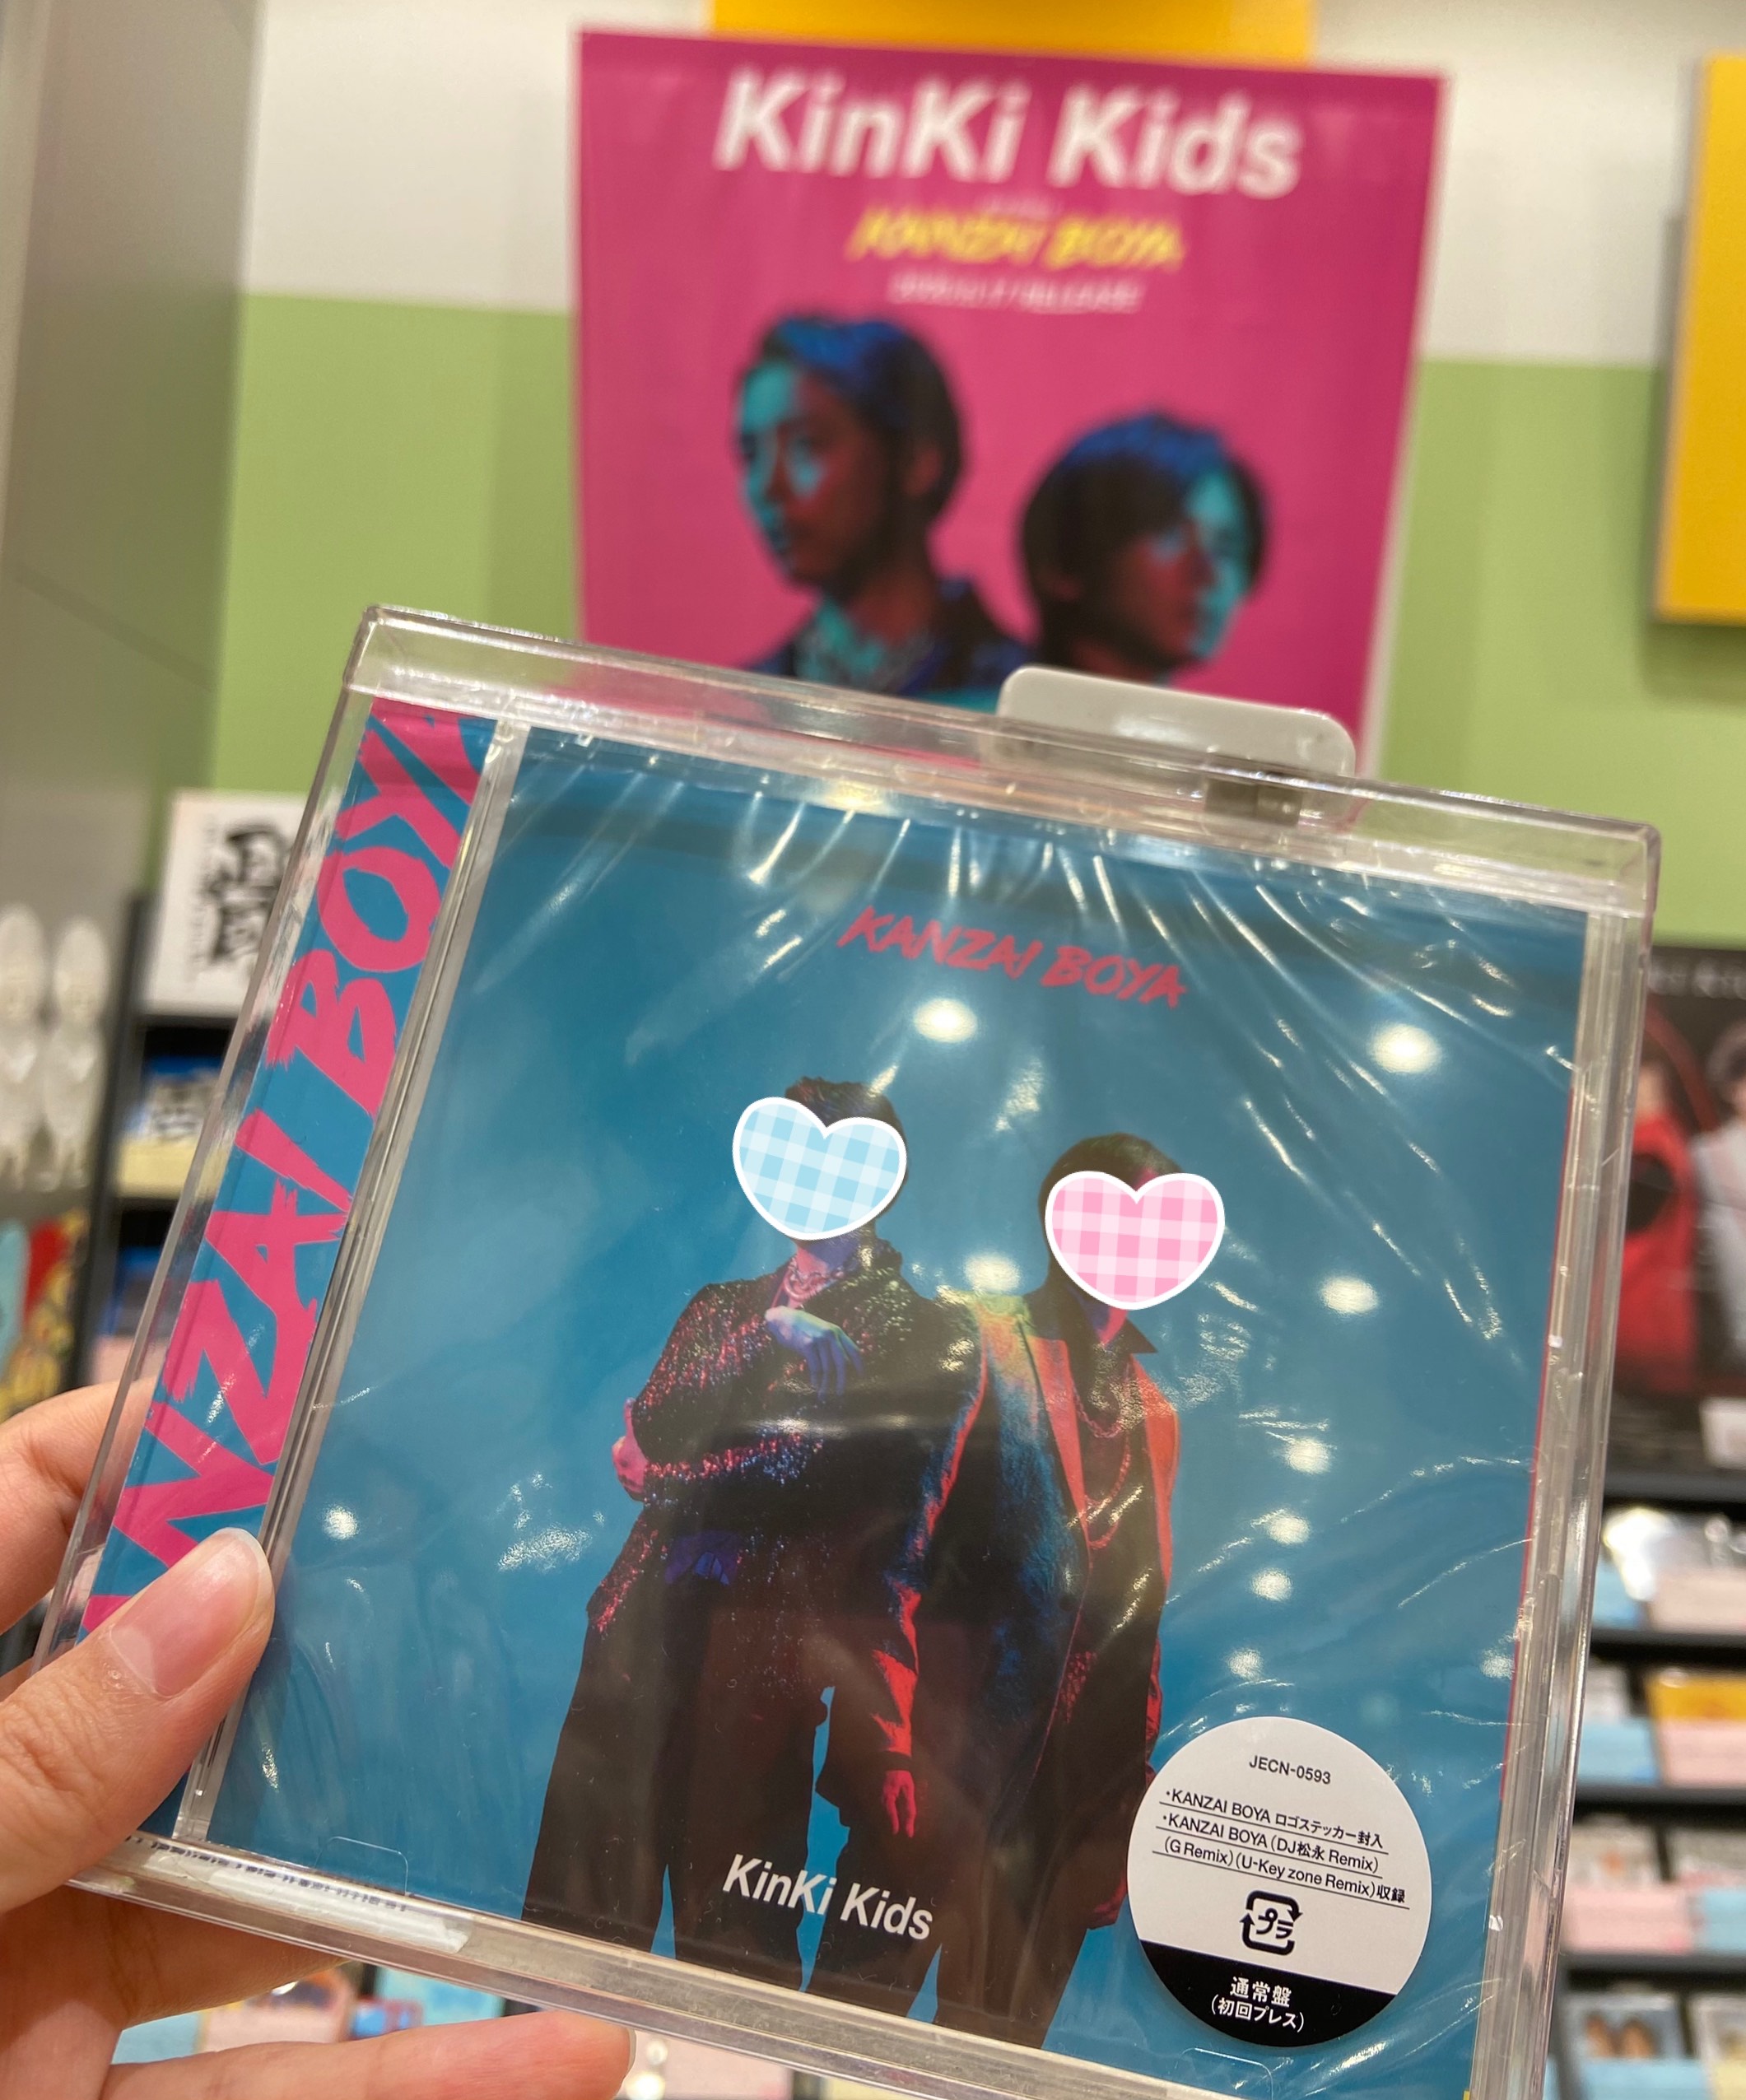 KinKi Kids
KANZAI BOYA
KANZAI BOYA
NZAI BOYA
KinKi Kids
JECN-0593
・KANZAI BOYA ロゴステッカー封入
・KANZAI BOYA（DJ松永 Remix）
（G Remix）（U-Key zone Remix）収録
プラ
通常盤
（初回プレス）